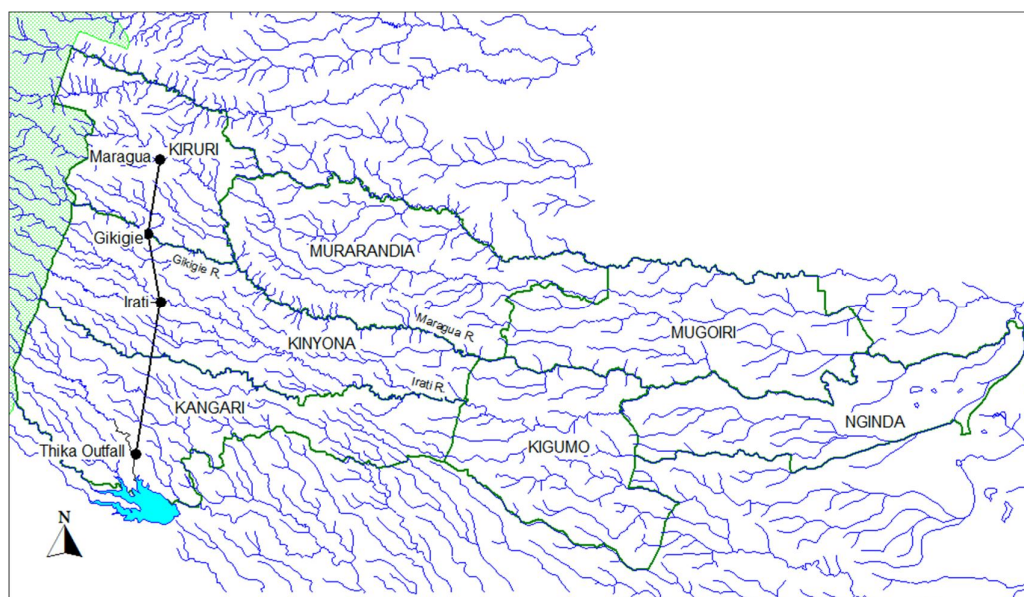 Maragua
KIRURI
Gikigie
Gikigie R.
MURARANDIA
Irati
Maragua R.
MUGOIRI
KINYONA
Irati R.
KANGARI
NGINDA
KIGUMO
Thika Outfall
N